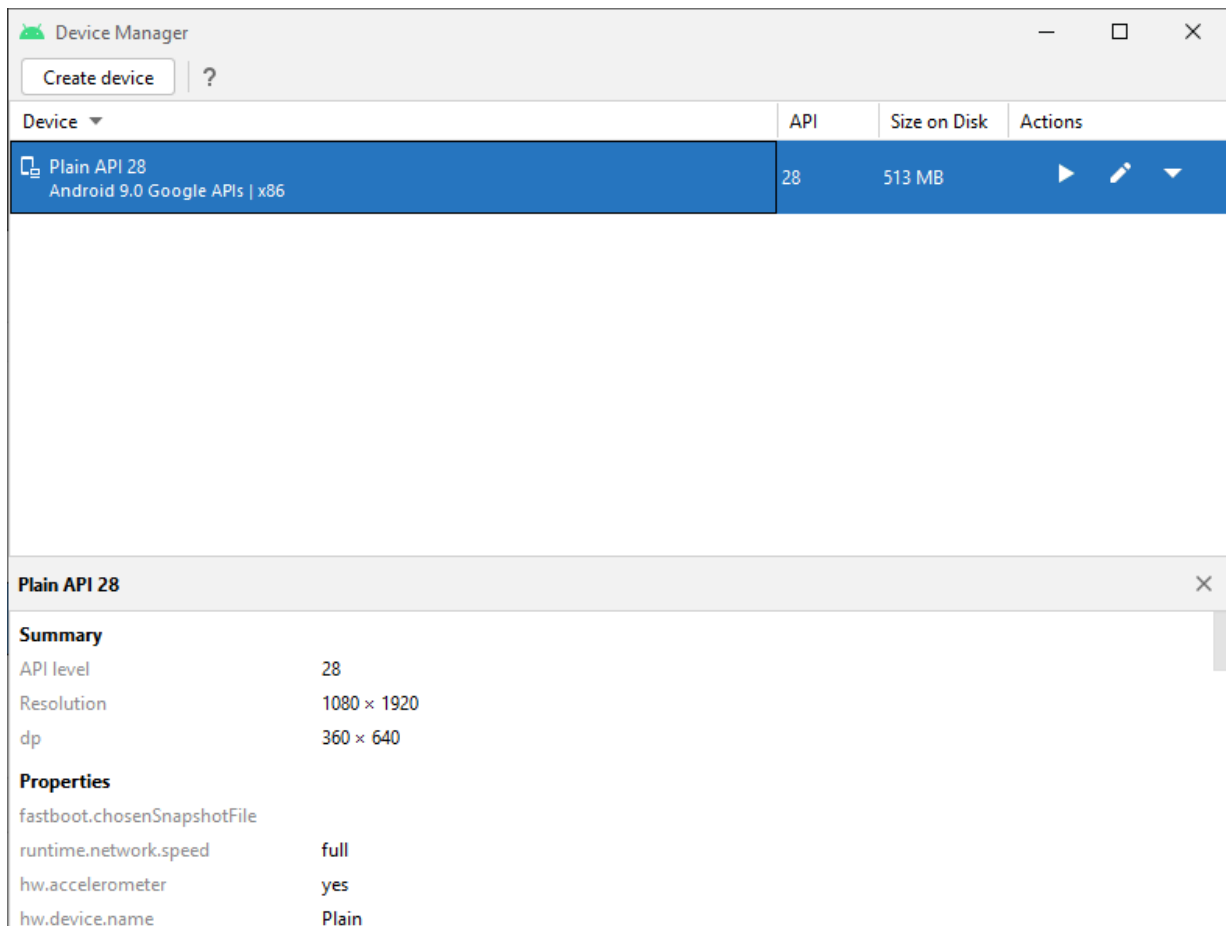 Device Manager
Create device ?
Device API Size on Disk Actions
Plain API 28
Android 9.0 Google APIs | x86
28 513 MB
Plain API 28
Summary
API level 28
Resolution 1080 × 1920
dp 360 × 640
Properties
fastboot.chosenSnapshotFile
runtime.network.speed full
hw.accelerometer yes
hw.device.name Plain